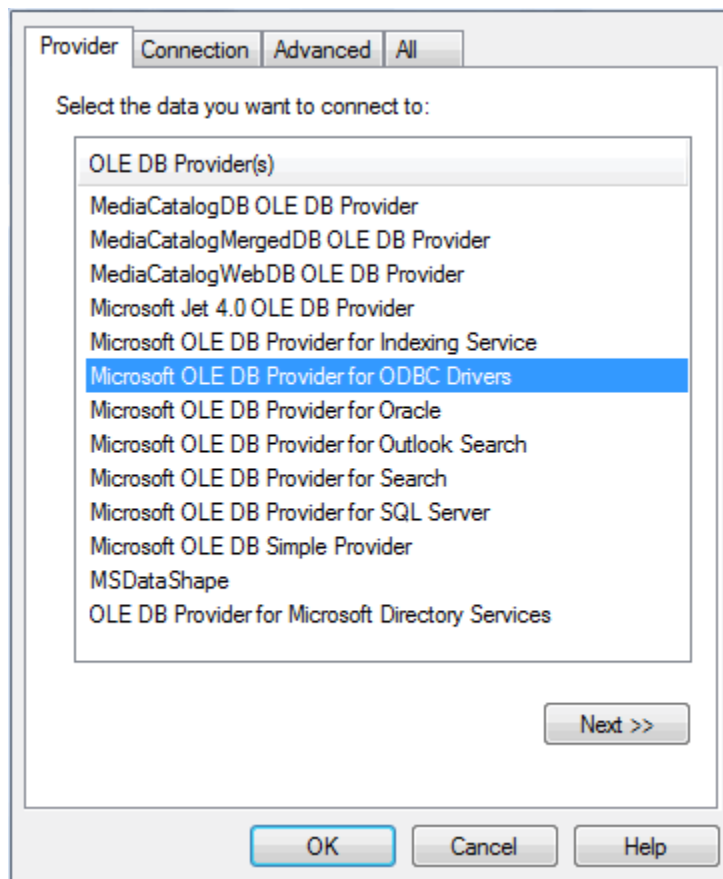 Provider Connection Advanced All
Select the data you want to connect to:
OLE DB Provider(s)
MediaCatalogDB OLE DB Provider
MediaCatalogMergedDB OLE DB Provider
MediaCatalogWebDB OLE DB Provider
Microsoft Jet 4.0 OLE DB Provider
Microsoft OLE DB Provider for Indexing Service
Microsoft OLE DB Provider for ODBC Drivers
Microsoft OLE DB Provider for Oracle
Microsoft OLE DB Provider for Outlook Search
Microsoft OLE DB Provider for Search
Microsoft OLE DB Provider for SQL Server
Microsoft OLE DB Simple Provider
MSDataShape
OLE DB Provider for Microsoft Directory Services
Next >>
OK Cancel Help